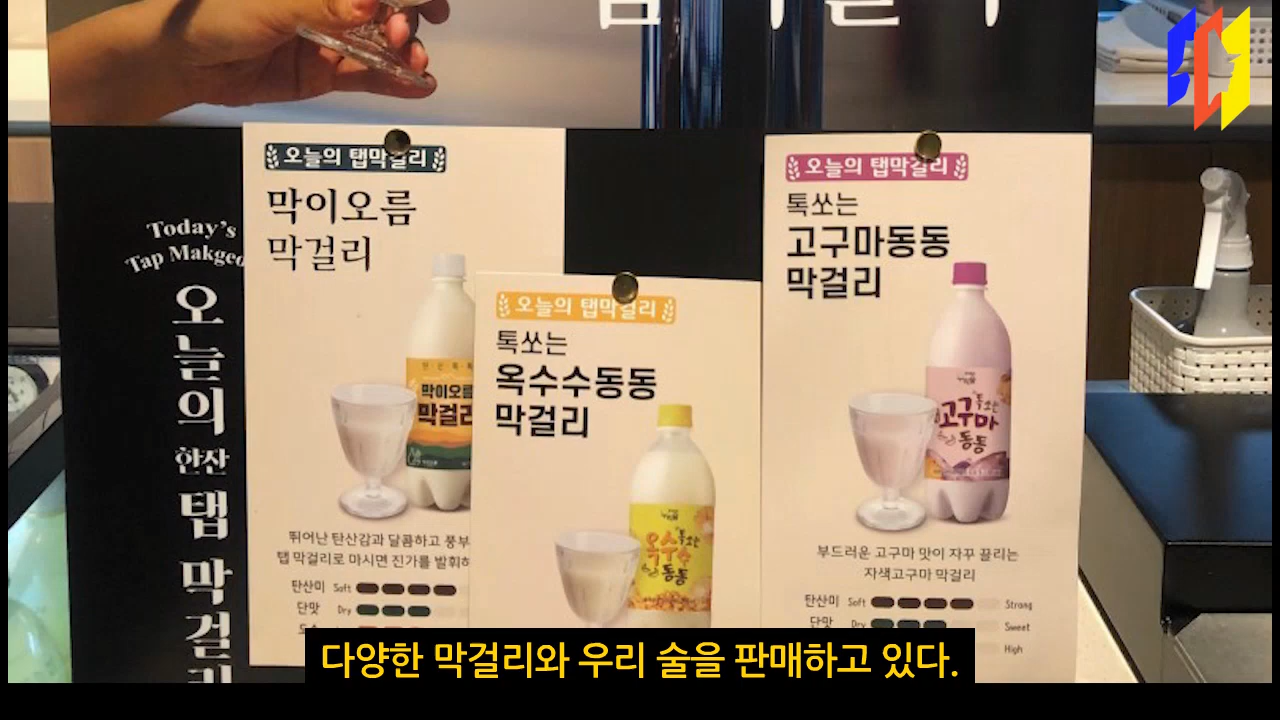 Today's
Tap
오늘의
한잔
탭
막
오늘의 탭막걸리
막이오름
막걸리
막이오름
막걸리
탭 막걸리로 마시면 진가를
뛰어난 탄산감과 달콤하고
탄산미 Soft
단맛 Dry
오늘의 탭막걸리
톡쏘는
옥수수동동
막걸리
톡쏘는
옥수수
동동
오늘의 탭막걸리
톡쏘는
고구마동동
막걸리
톡쏘는
고구마
동동
부드러운 고구마 맛이 자꾸 끌리는
자색고구마 막걸리
탄산미 Soft Strong
단맛 Dry Sweet
High
다양한 막걸리와 우리 술을 판매하고 있다.